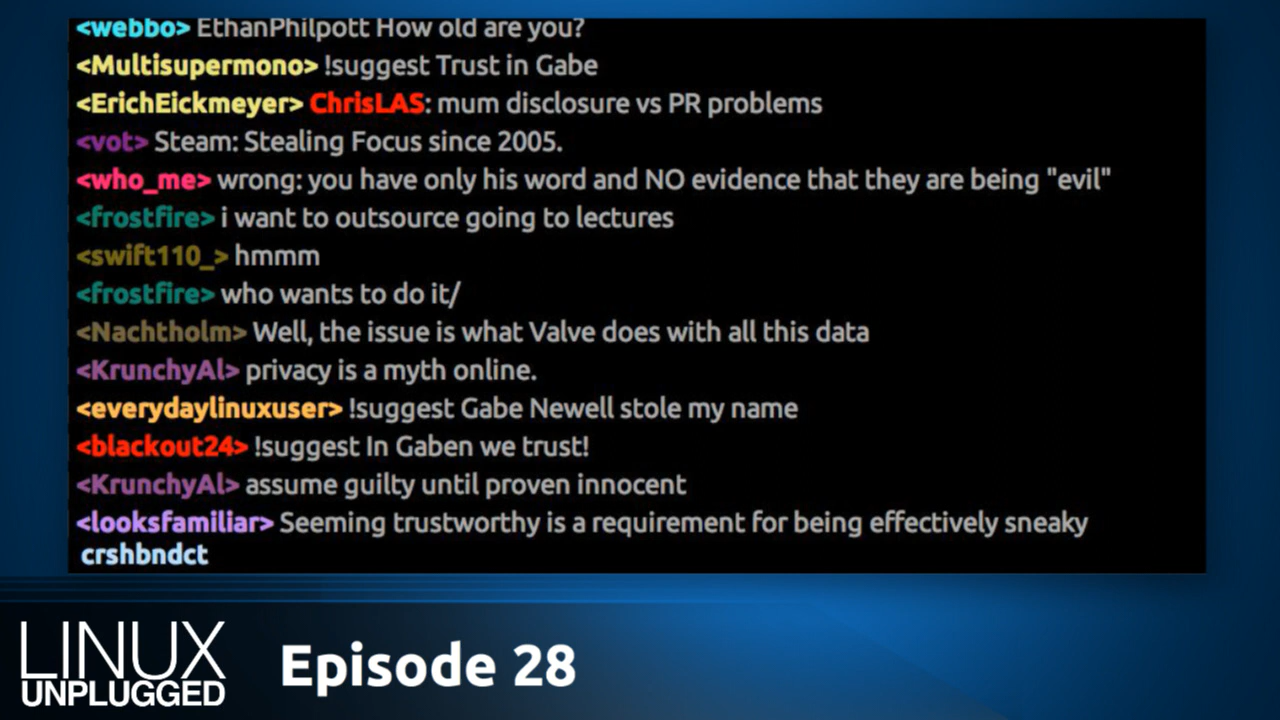 <webbo> EthanPhilpott How old are you?
<Multisupermono> !suggest Trust in Gabe
<ErichEickmeyer> ChrisLAS: mum disclosure vs PR problems
<vot> Steam: Stealing Focus since 2005.
<who_me> wrong: you have only his word and NO evidence that they are being "evil"
<frostfire> i want to outsource going to lectures
<swift110_> hmmm
<frostfire> who wants to do it/
<Nachtholm> Well, the issue is what Valve does with all this data
<KrunchyAl> privacy is a myth online.
<everydaylinuxuser> !suggest Gabe Newell stole my name
<blackout24> !suggest In Gaben we trust!
<KrunchyAl> assume guilty until proven innocent
<looksfamiliar> Seeming trustworthy is a requirement for being effectively sneaky
crshbndct
LINUX
UNPLUGGED
Episode 28